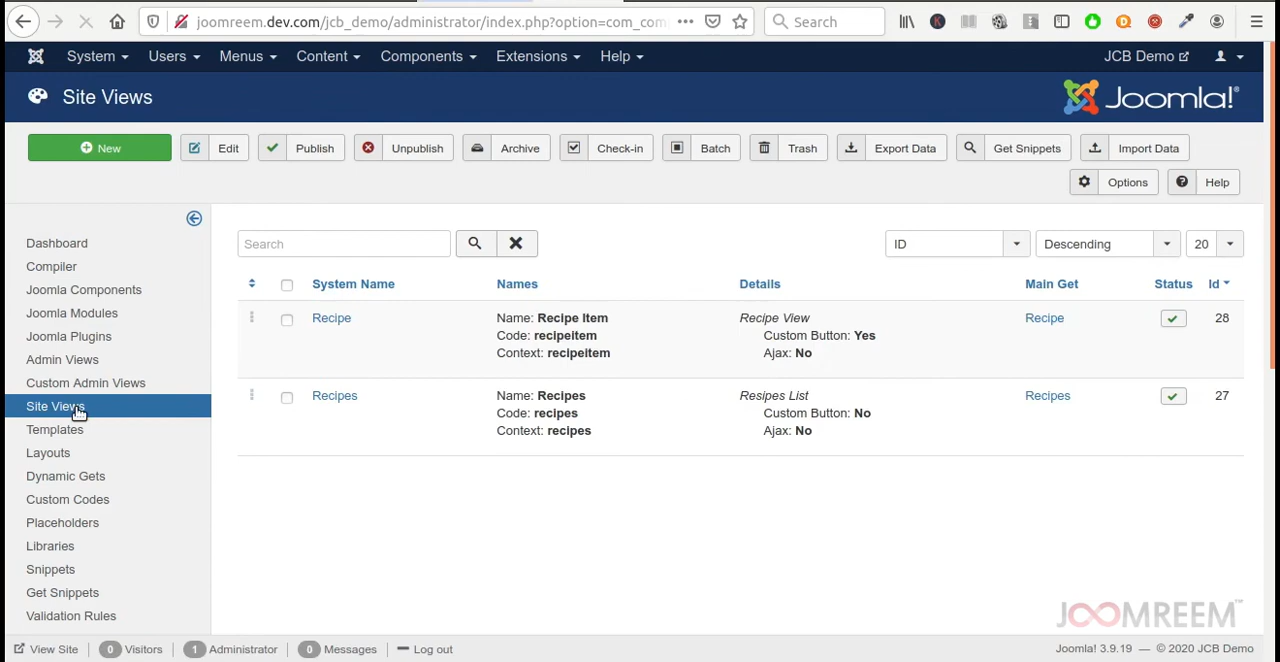 joomreem.dev.com/jcb_demo/administrator/index.php?option=com_com
Search
System Users Menus Content Components Extensions Help JCB Demo
Site Views
Joomla!®
New Edit Publish Unpublish Archive Check-in Batch Trash Export Data Get Snippets Import Data
Options Help
Dashboard
Compiler
Joomla Components
Joomla Modules
Joomla Plugins
Admin Views
Custom Admin Views
Site Views
Templates
Layouts
Dynamic Gets
Custom Codes
Placeholders
Libraries
Snippets
Get Snippets
Validation Rules
Search ID Descending 20
System Name Names Details Main Get Status Id
Recipe Name: Recipe Item Recipe View Recipe 28
Code: recipeitem Custom Button: Yes
Context: recipeitem Ajax: No
Recipes Name: Recipes Resipes List Recipes 27
Code: recipes Custom Button: No
Context: recipes Ajax: No
JOOMREEM™
View Site 0 Visitors 1 Administrator 0 Messages Log out Joomla! 3.9.19 — © 2020 JCB Demo